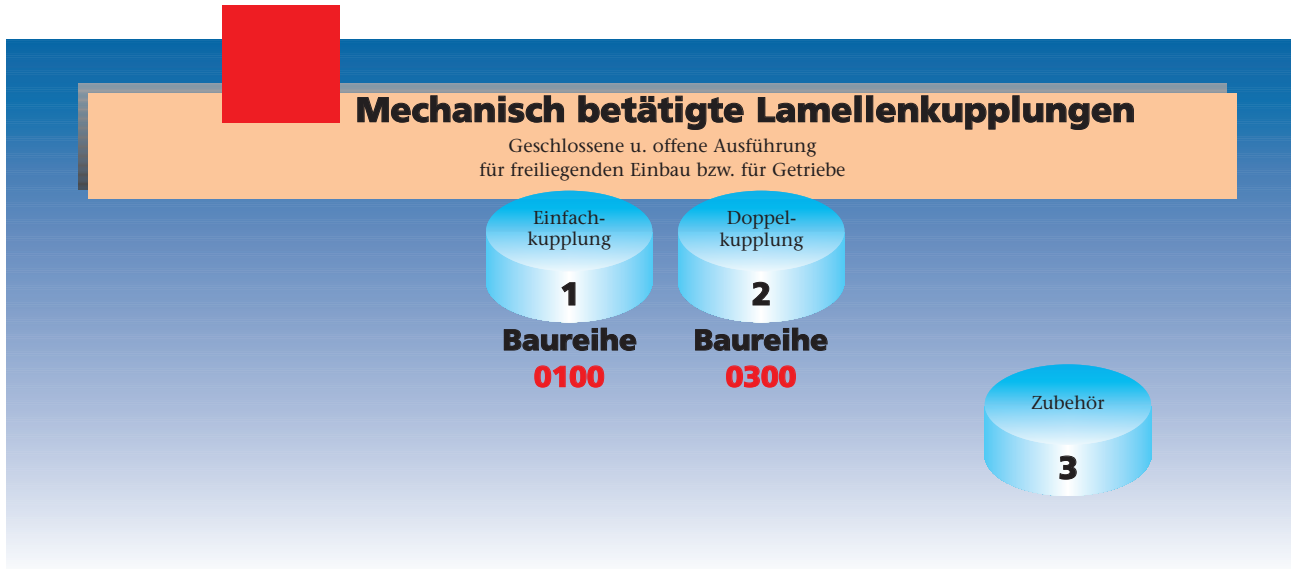 Mechanisch betätigte Lamellenkupplungen
Geschlossene u. offene Ausführung
für freiliegenden Einbau bzw. für Getriebe
Einfach-
kupplung
1
Baureihe
0100
Doppel-
kupplung
2
Baureihe
0300
Zubehör
3